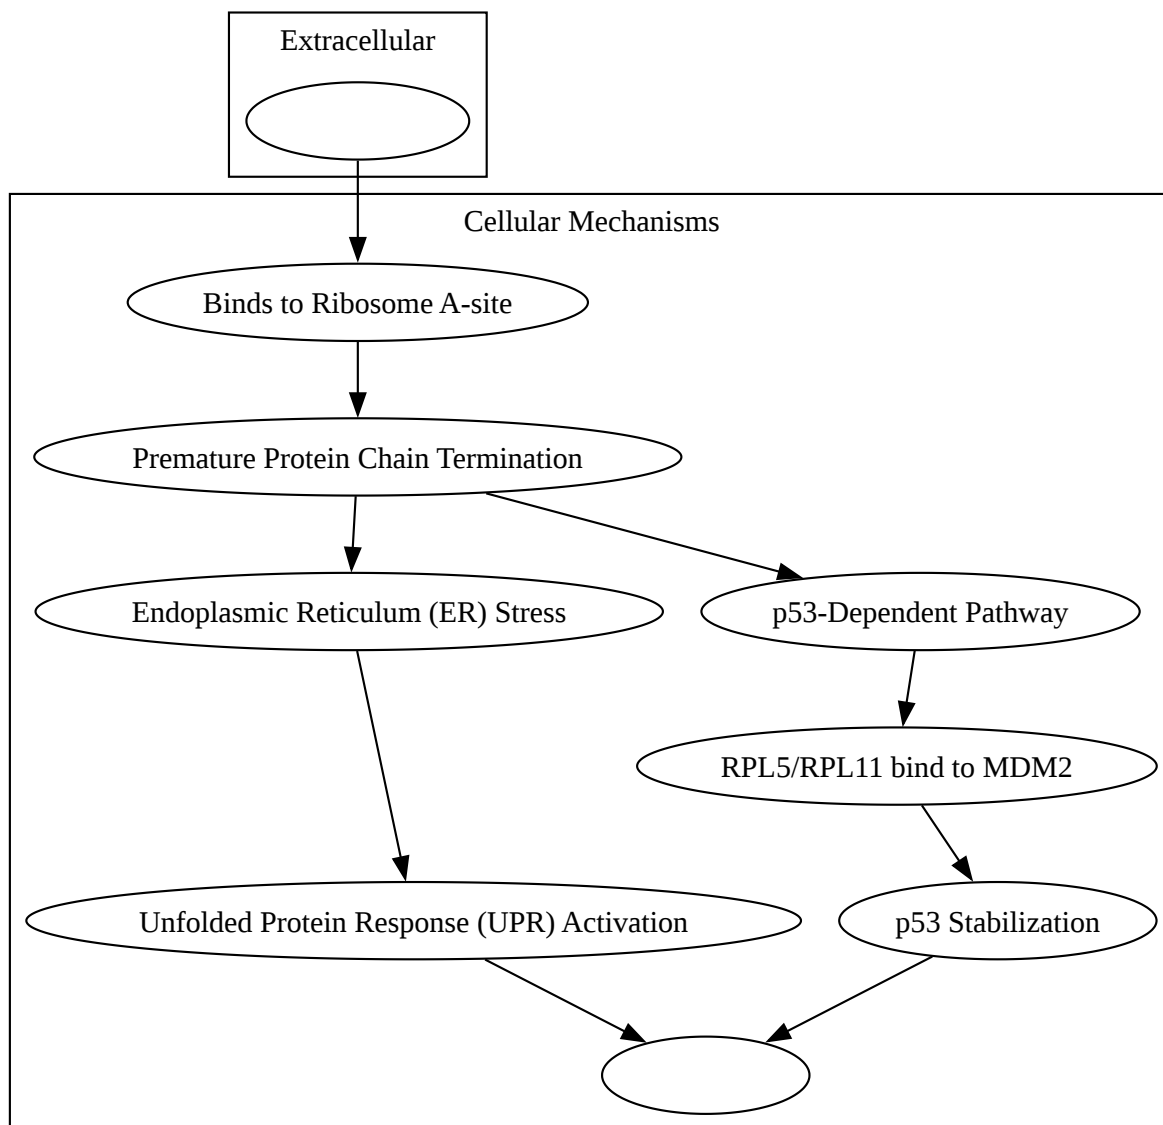 Extracellular
Cellular Mechanisms
Binds to Ribosome A-site
Premature Protein Chain Termination
Endoplasmic Reticulum (ER) Stress
p53-Dependent Pathway
RPL5/RPL11 bind to MDM2
Unfolded Protein Response (UPR) Activation
p53 Stabilization